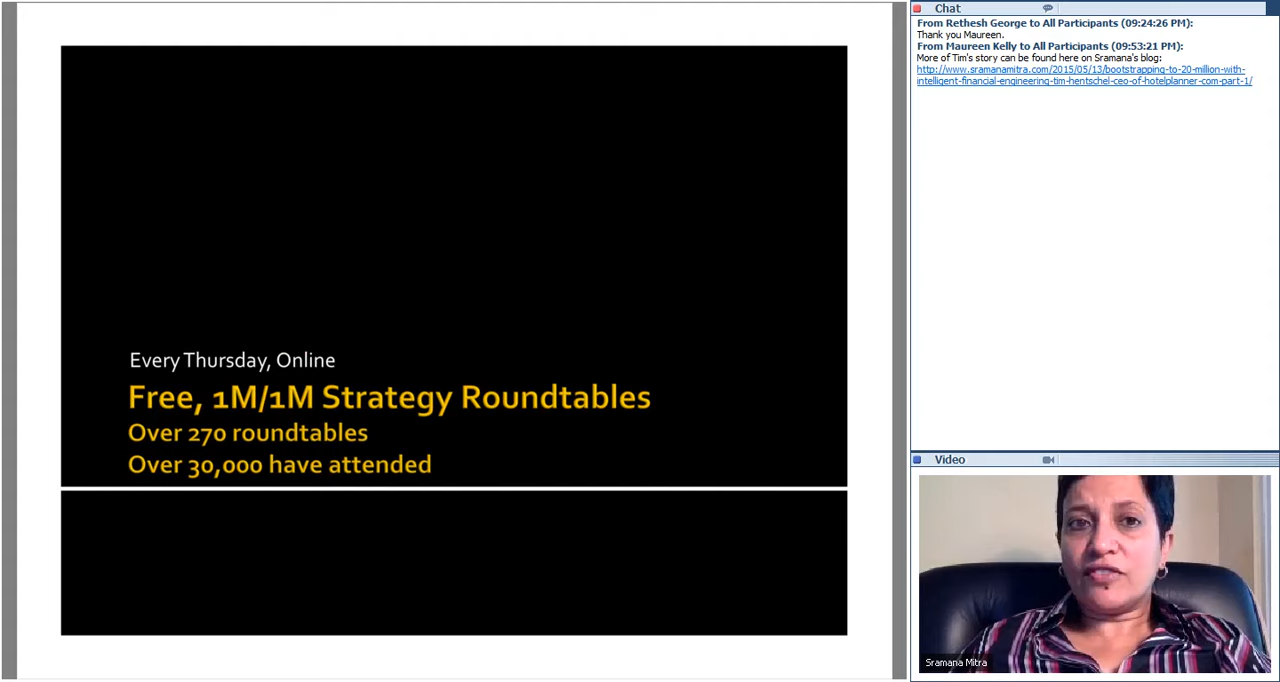 Every Thursday, Online
Free, 1M/1M Strategy Roundtables
Over 270 roundtables
Over 30,000 have attended
Chat
From Rethesh George to All Participants (09:24:26 PM):
Thank you Maureen.
From Maureen Kelly to All Participants (09:53:21 PM):
More of Tim's story can be found here on Sramana's blog:
http://www.sramanamitra.com/2015/05/13/bootstrapping-to-20-million-with-
intelligent-financial-engineering-tim-hentschel-ceo-of-hotelplanner-com-part-1/
Video
Sramana Mitra